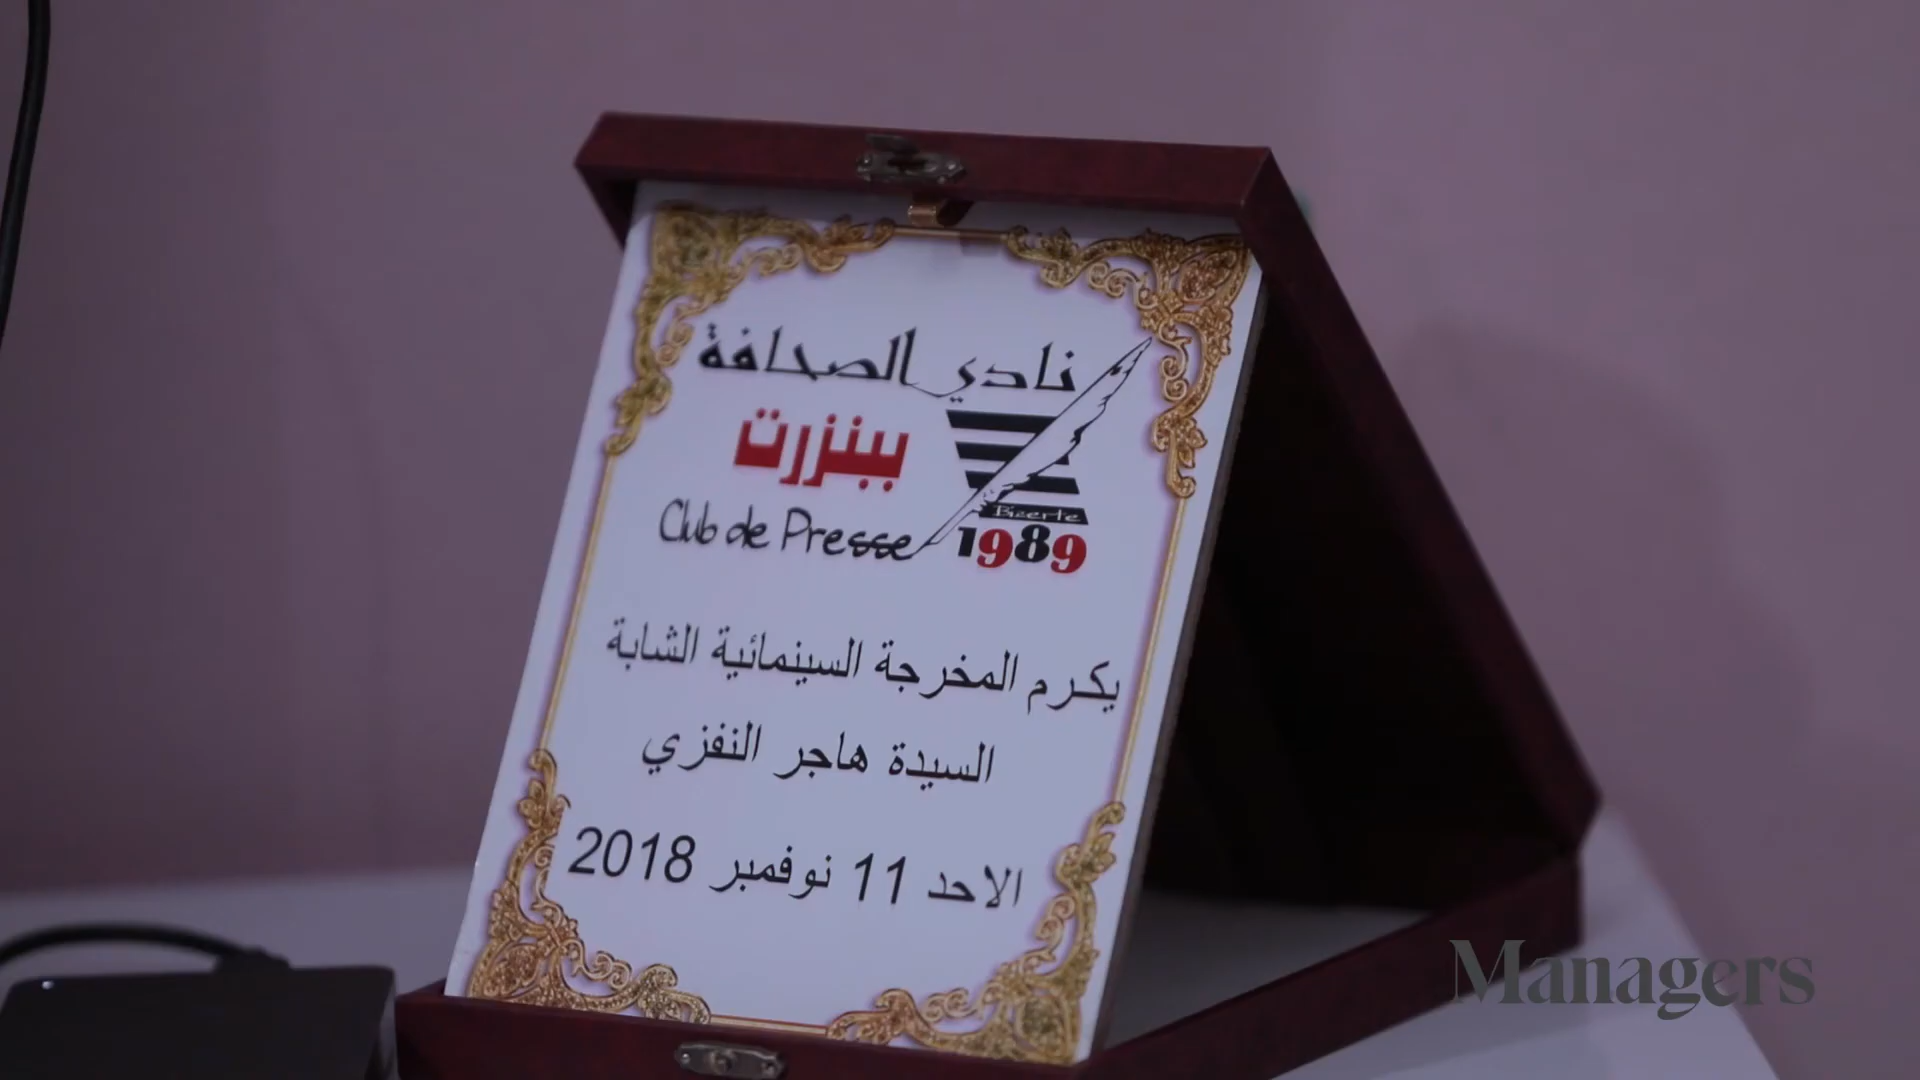 نادي الصحافة
ببنزرت
Club de Presse
Bizerte
1989
يكرم المخرجة السينمائية الشابة
السيدة هاجر النفزي
الاحد 11 نوفمبر 2018
Managers